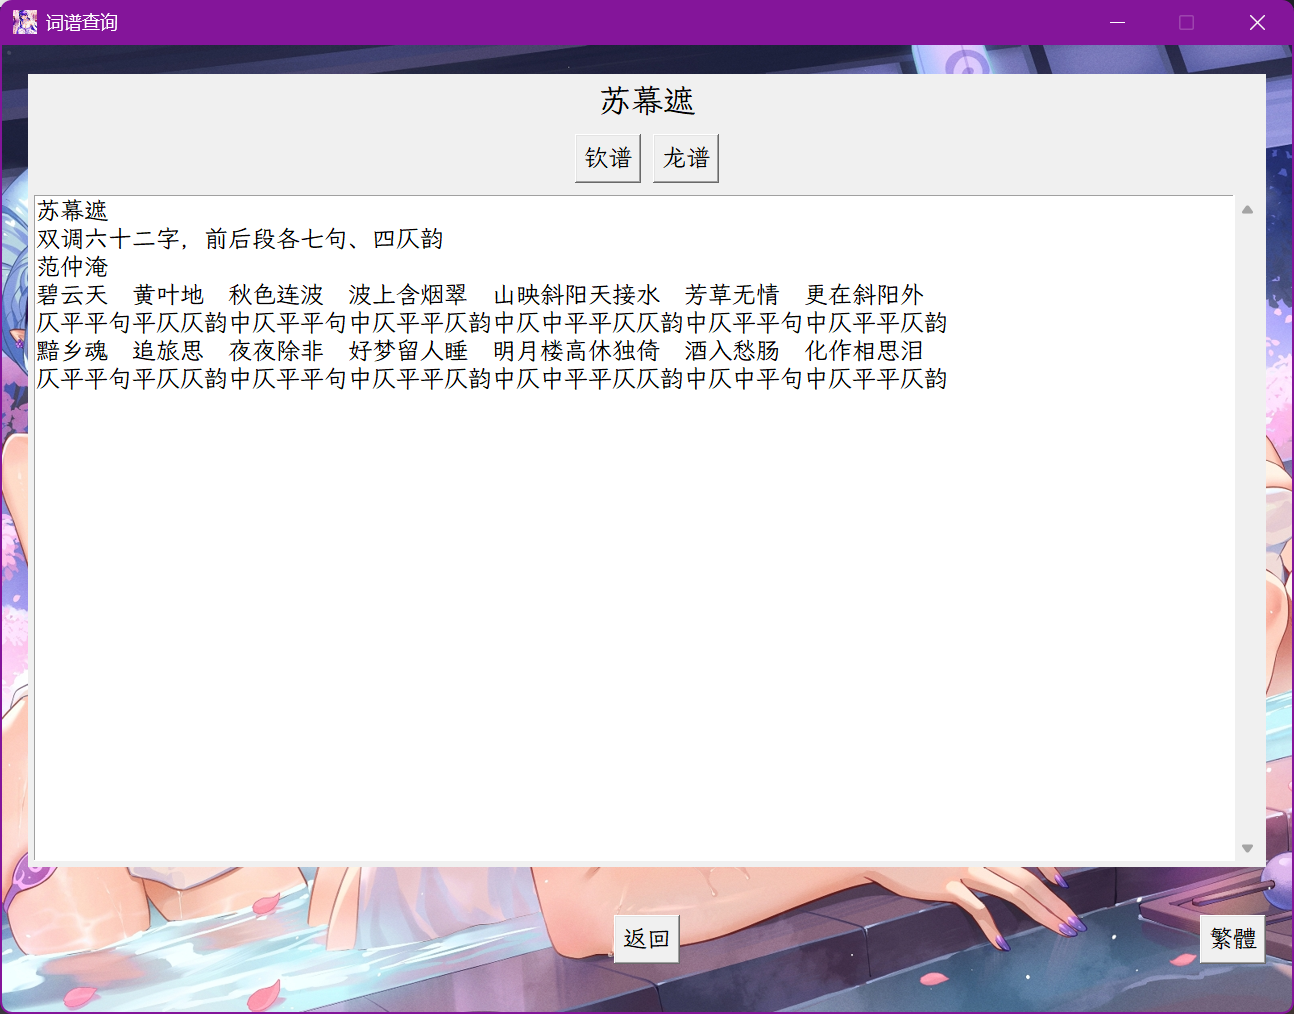 词谱查询
苏幕遮
钦谱 龙谱
苏幕遮
双调六十二字，前后段各七句、四仄韵
范仲淹
碧云天　黄叶地　秋色连波　波上含烟翠　山映斜阳天接水　芳草无情　更在斜阳外
仄平平句平仄仄韵中仄平平句中仄平平仄韵中仄中平平仄仄韵中仄平平句中仄平平仄韵
黯乡魂　追旅思　夜夜除非　好梦留人睡　明月楼高休独倚　酒入愁肠　化作相思泪
仄平平句平仄仄韵中仄平平句中仄平平仄韵中仄中平平仄仄韵中仄中平句中仄平平仄韵
返回
繁體